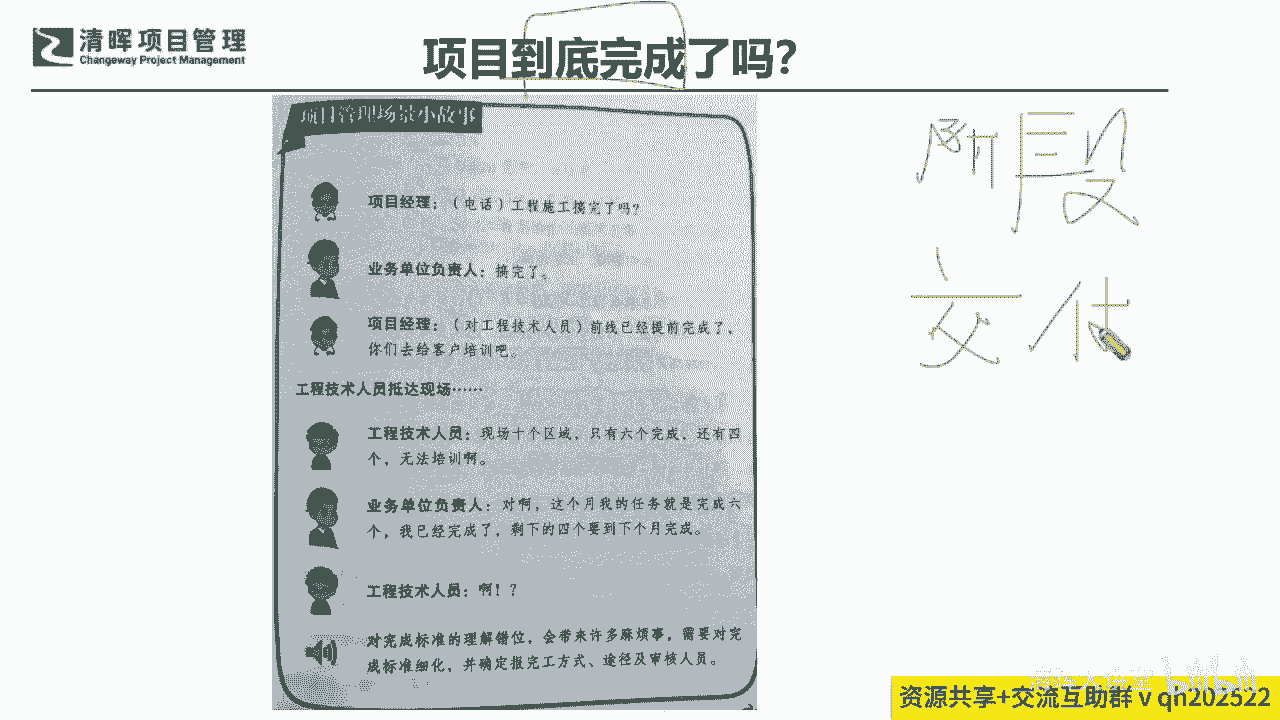 清晖项目管理
Changeway Project Management
项目到底完成了吗？
项目管理场景小故事
项目经理：（电话）工程施工搞完了吗？
业务单位负责人：搞完了。
项目经理：（对工程技术人员）前线已经提前完成了，
你们去给客户培训吧。
工程技术人员抵达现场……
工程技术人员：现场十个区域，只有六个完成，还有四
个，无法培训啊。
业务单位负责人：对啊，这个月我的任务就是完成六
个，我已经完成了，剩下的四个要到下个月完成。
工程技术人员：啊！？
对完成标准的理解错位，会带来许多麻烦事，需要对完
成标准细化，并确定报完工方式、途径及审核人员。
阶段
交付
清晖大讲堂 bilibili
资源共享+交流互助群 v qh202522